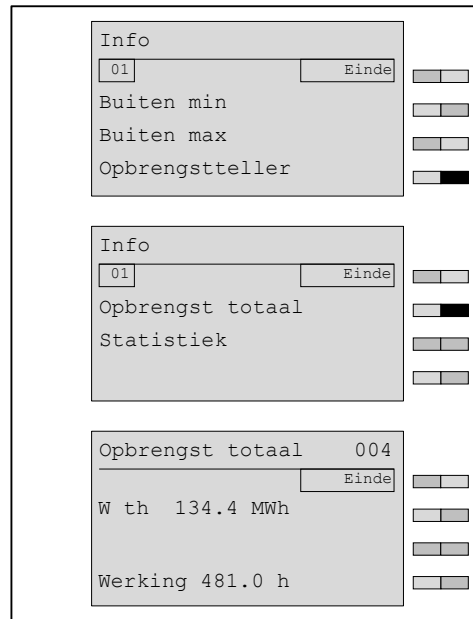 Info
01 Einde
Buiten min
Buiten max
Opbrengstteller
Info
01 Einde
Opbrengst totaal
Statistiek
Opbrengst totaal 004
Einde
W th 134.4 MWh
Werking 481.0 h